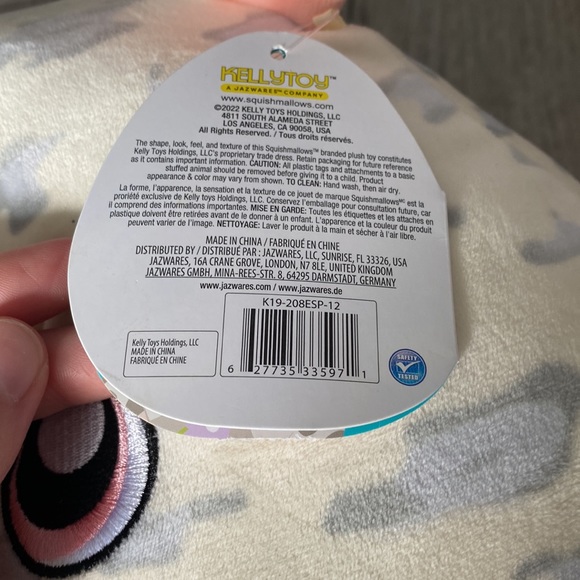 KELLYTOY™
A JAZWARES™ COMPANY
www.squishmallows.com
©2022 KELLY TOYS HOLDINGS, LLC
4811 SOUTH ALAMEDA STREET
LOS ANGELES, CA 90058, USA
All Rights Reserved. / Tous droits réservés.
The shape, look, feel, and texture of this Squishmallows™ branded plush toy constitutes
Kelly Toys Holdings, LLC's proprietary trade dress. Retain packaging for future reference
as it contains important information. CAUTION: All plastic tags and attachments to a basic
stuffed animal should be removed before giving it to a child. Product
appearance & color may vary from shown. TO CLEAN: Hand wash, then air dry.
La forme, l'apparence, la sensation et la texture de ce jouet de marque Squishmallowsᴹᶜ est la
propriété exclusive de Kelly toys Holdings, LLC. Conservez l'emballage pour consultation future, car
il comprend des informations importantes. MISE EN GARDE: Toutes les étiquettes et les attaches en
plastique doivent être retirées avant de le donner à un enfant. L'apparence et la couleur du produit
peuvent varier de l'image. NETTOYAGE: Laver le produit à la main et sécher à l'air libre.
MADE IN CHINA / FABRIQUÉ EN CHINE
DISTRIBUTED BY / DISTRIBUÉ PAR : JAZWARES, LLC, SUNRISE, FL 33326, USA
JAZWARES, 16A CRANE GROVE, LONDON, N7 8LE, UNITED KINGDOM
JAZWARES GMBH, MINA-REES-STR. 8, 64295 DARMSTADT, GERMANY
www.jazwares.com / www.jazwares.de
K19-208ESP-12
Kelly Toys Holdings, LLC
MADE IN CHINA
FABRIQUÉ EN CHINE
6 27735 33597 1
SAFETY
TESTED